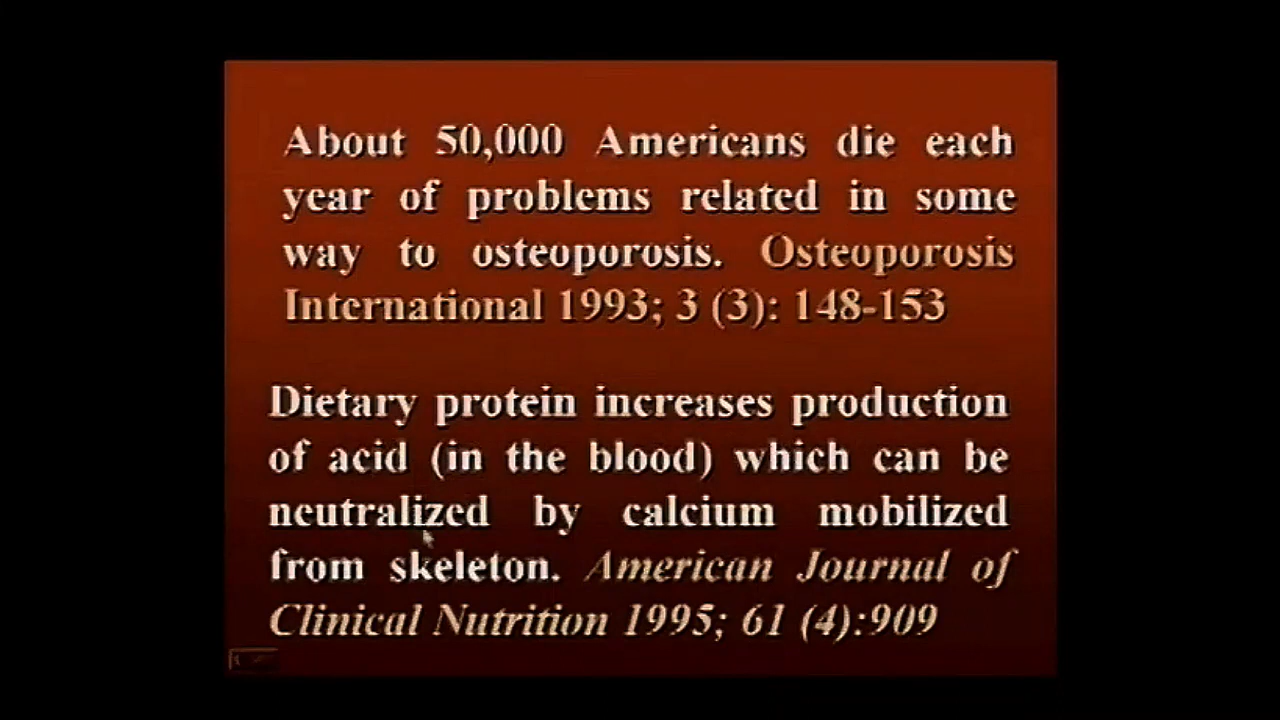 About 50,000 Americans die each
year of problems related in some
way to osteoporosis. Osteoporosis
International 1993; 3 (3): 148-153
Dietary protein increases production
of acid (in the blood) which can be
neutralized by calcium mobilized
from skeleton. American Journal of
Clinical Nutrition 1995; 61 (4):909